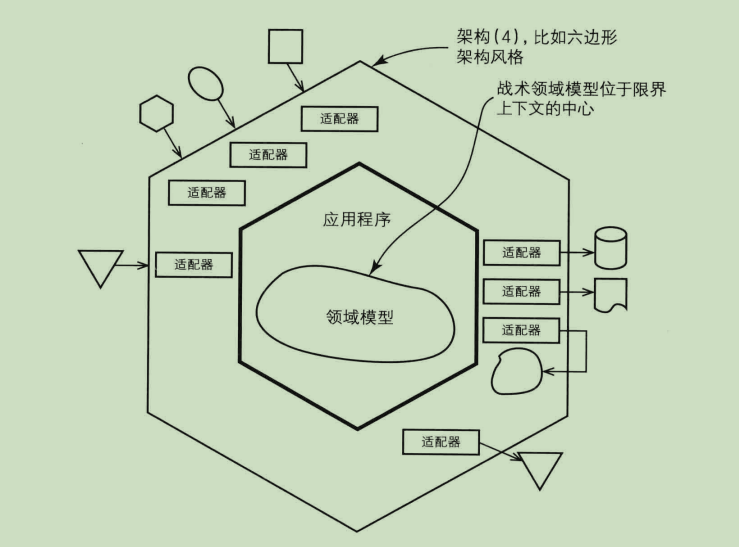 架构(4)，比如六边形
架构风格
战术领域模型位于限界
上下文的中心
适配器
适配器
适配器
应用程序
适配器
适配器
适配器
领域模型
适配器
适配器